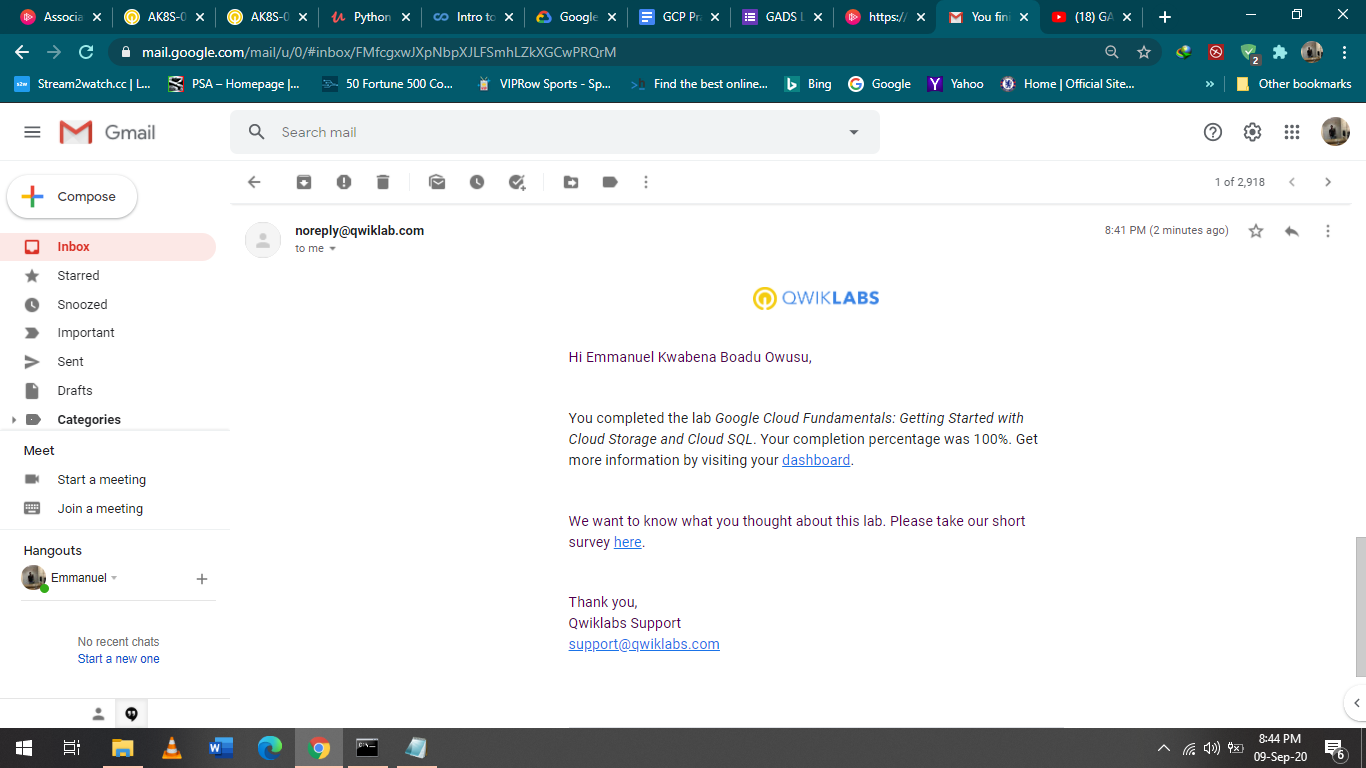 Associa
AK8S-0
AK8S-0
Python
Intro to
Google
GCP Pra
GADS L
https://
You fini
(18) GA
mail.google.com/mail/u/0/#inbox/FMfcgxwJXpNbpXJLFSmhLZkXGCwPRQrM
Stream2watch.cc | L...
PSA – Homepage |...
50 Fortune 500 Co...
VIPRow Sports - Sp...
Find the best online...
Bing
Google
Yahoo
Home | Official Site...
»
Other bookmarks
Gmail
Search mail
Compose
1 of 2,918
Inbox
Starred
Snoozed
Important
Sent
Drafts
Categories
Meet
Start a meeting
Join a meeting
Hangouts
Emmanuel
No recent chats
Start a new one
noreply@qwiklab.com
8:41 PM (2 minutes ago)
to me
QWIKLABS
Hi Emmanuel Kwabena Boadu Owusu,
You completed the lab Google Cloud Fundamentals: Getting Started with
Cloud Storage and Cloud SQL. Your completion percentage was 100%. Get
more information by visiting your dashboard.
We want to know what you thought about this lab. Please take our short
survey here.
Thank you,
Qwiklabs Support
support@qwiklabs.com
8:44 PM
09-Sep-20
6